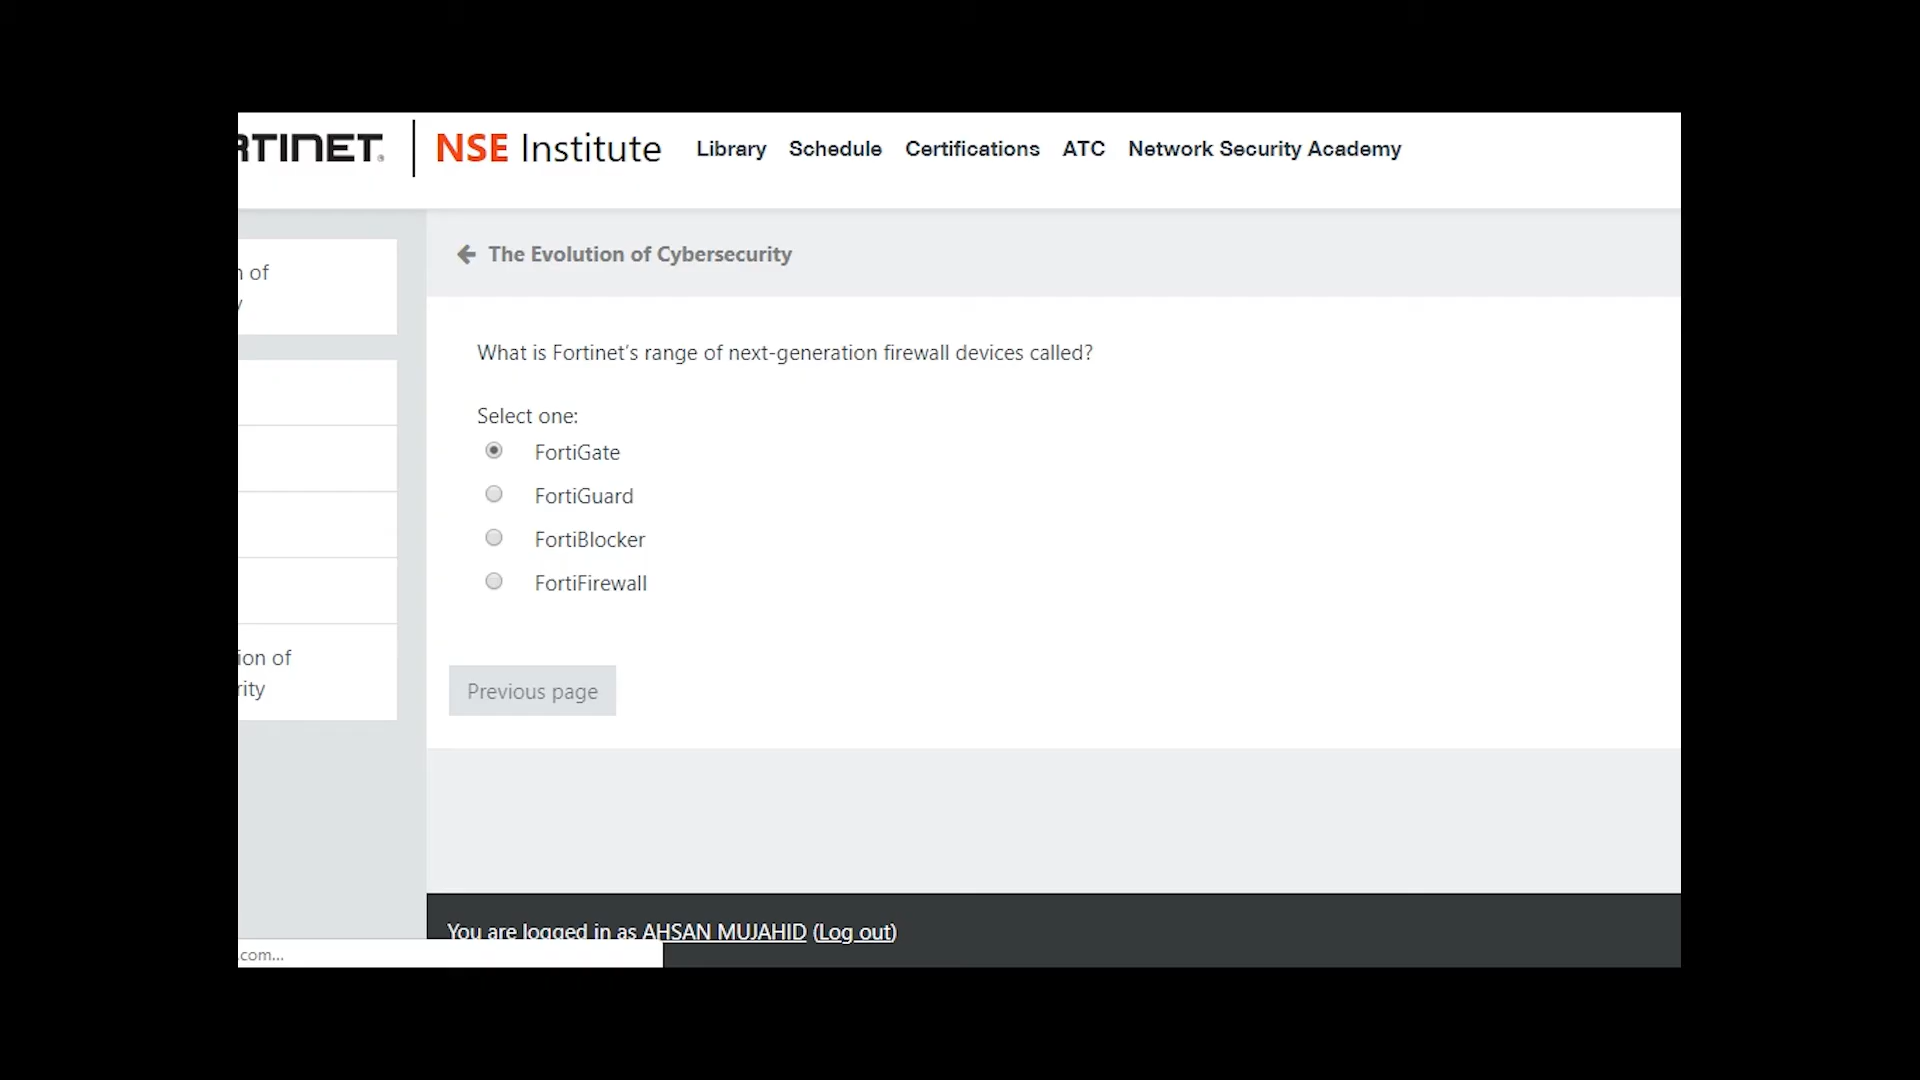 RTINET
NSE Institute
Library Schedule Certifications ATC Network Security Academy
n of
y
The Evolution of Cybersecurity
What is Fortinet's range of next-generation firewall devices called?
Select one:
FortiGate
FortiGuard
FortiBlocker
FortiFirewall
ion of
rity
Previous page
You are logged in as AHSAN MUJAHID (Log out)
.com...